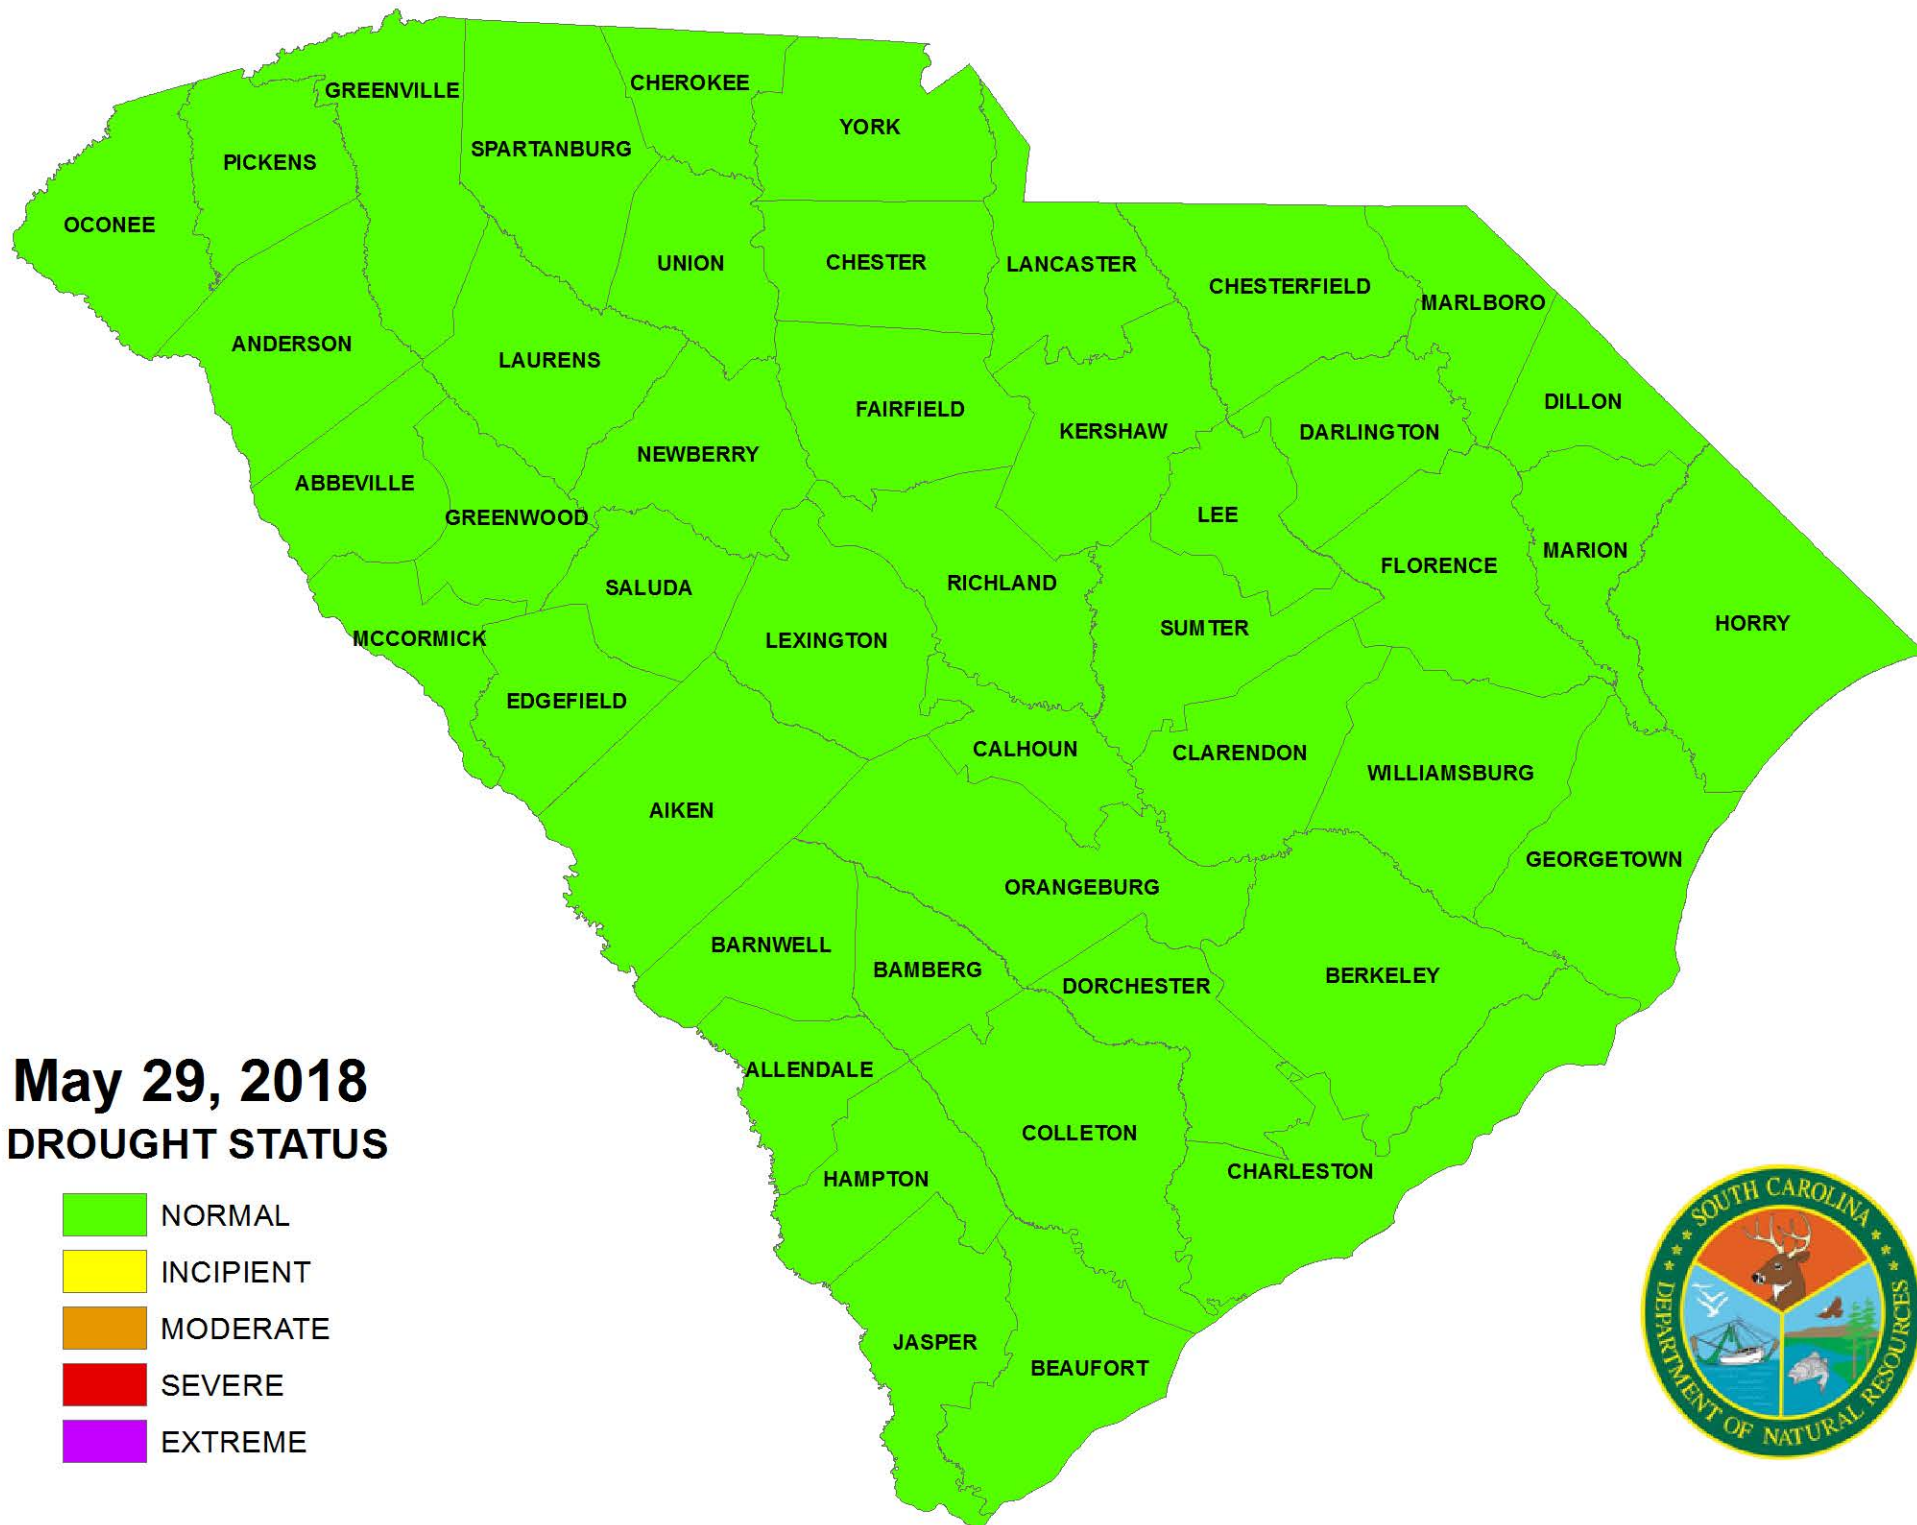 GREENVILLE
CHEROKEE
YORK
SPARTANBURG
PICKENS
OCONEE
UNION
CHESTER
LANCASTER
CHESTERFIELD
MARLBORO
ANDERSON
LAURENS
DILLON
FAIRFIELD
KERSHAW
DARLINGTON
NEWBERRY
ABBEVILLE
GREENWOOD
LEE
MARION
FLORENCE
SALUDA
RICHLAND
HORRY
SUMTER
MCCORMICK
LEXINGTON
EDGEFIELD
CALHOUN
CLARENDON
WILLIAMSBURG
AIKEN
GEORGETOWN
ORANGEBURG
BARNWELL
BAMBERG
DORCHESTER
BERKELEY
ALLENDALE
COLLETON
CHARLESTON
HAMPTON
JASPER
BEAUFORT
May 29, 2018
DROUGHT STATUS
NORMAL
INCIPIENT
MODERATE
SEVERE
EXTREME
SOUTH CAROLINA
DEPARTMENT OF NATURAL RESOURCES